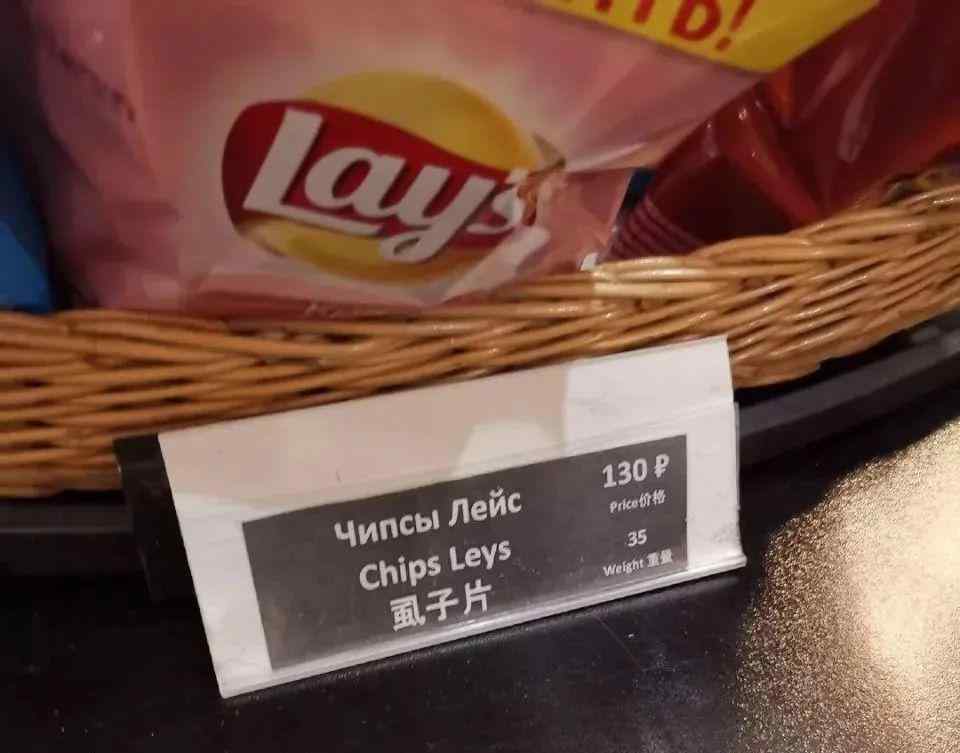 Lay's
Чипсы Лейс
Chips Leys
虱子片
130 ₽
Price价格
35
Weight 重量